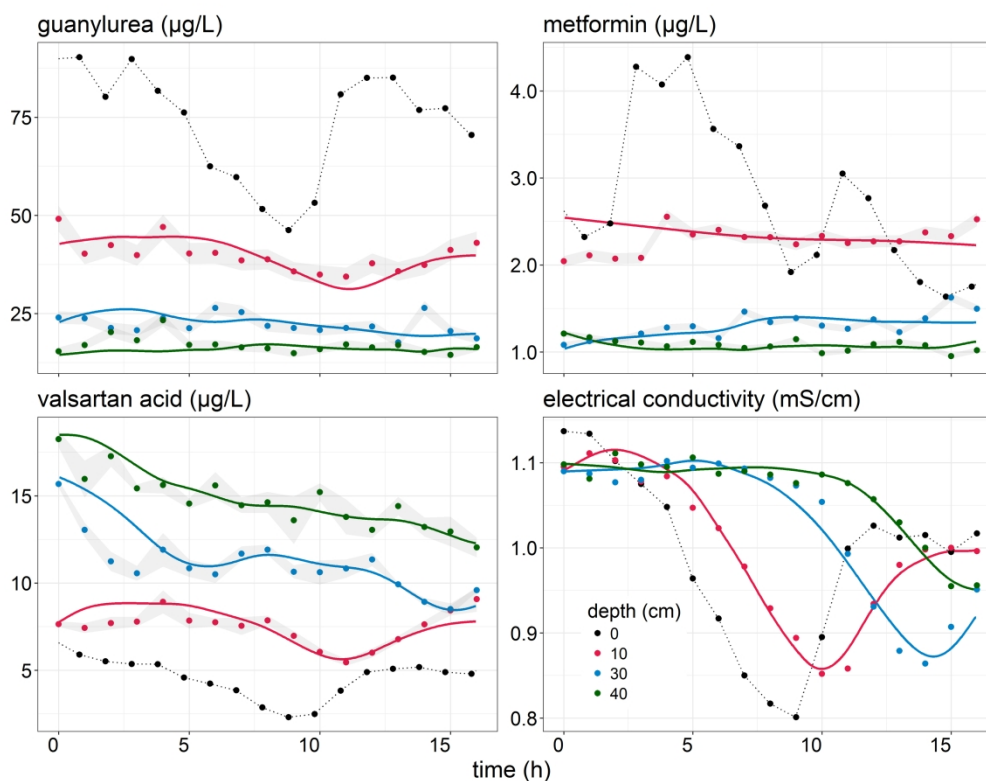 guanylurea (µg/L)
metformin (µg/L)
75
50
25
4.0
3.0
2.0
1.0
valsartan acid (µg/L)
electrical conductivity (mS/cm)
15
10
5
1.1
1.0
0.9
0.8
depth (cm)
0
10
30
40
0 5 10 15
0 5 10 15
time (h)